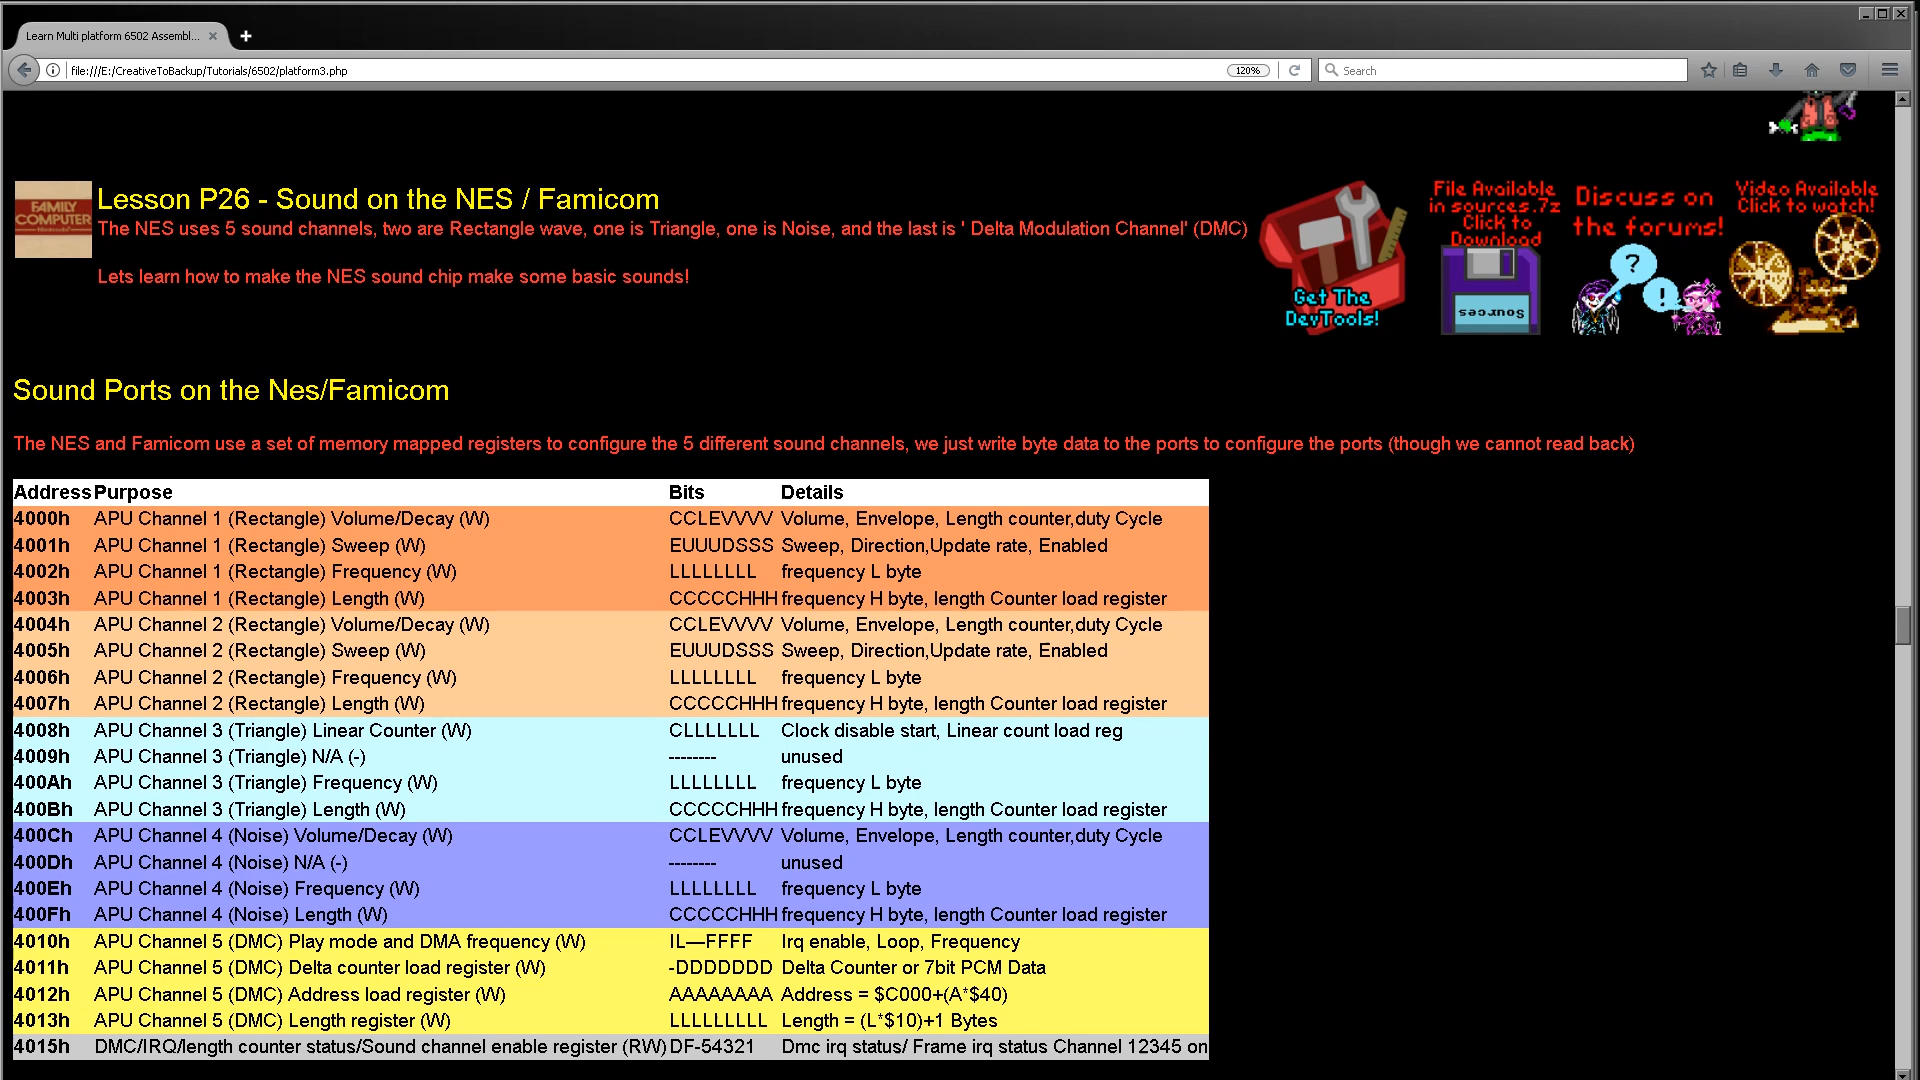 Learn Multi platform 6502 Assembl...
file:///E:/CreativeToBackup/Tutorials/6502/platform3.php
120%
Search
FAMILY
COMPUTER
Nintendo
Lesson P26 - Sound on the NES / Famicom
The NES uses 5 sound channels, two are Rectangle wave, one is Triangle, one is Noise, and the last is ' Delta Modulation Channel' (DMC)
Lets learn how to make the NES sound chip make some basic sounds!
Get The
DevTools!
File Available
in sources.7z
Click to
Download
Sources
Discuss on
the forums!
?
!
Video Available
Click to watch!
Sound Ports on the Nes/Famicom
The NES and Famicom use a set of memory mapped registers to configure the 5 different sound channels, we just write byte data to the ports to configure the ports (though we cannot read back)
Address Purpose Bits Details
4000h APU Channel 1 (Rectangle) Volume/Decay (W) CCLEVVVV Volume, Envelope, Length counter,duty Cycle
4001h APU Channel 1 (Rectangle) Sweep (W) EUUUDSSS Sweep, Direction,Update rate, Enabled
4002h APU Channel 1 (Rectangle) Frequency (W) LLLLLLLL frequency L byte
4003h APU Channel 1 (Rectangle) Length (W) CCCCCHHH frequency H byte, length Counter load register
4004h APU Channel 2 (Rectangle) Volume/Decay (W) CCLEVVVV Volume, Envelope, Length counter,duty Cycle
4005h APU Channel 2 (Rectangle) Sweep (W) EUUUDSSS Sweep, Direction,Update rate, Enabled
4006h APU Channel 2 (Rectangle) Frequency (W) LLLLLLLL frequency L byte
4007h APU Channel 2 (Rectangle) Length (W) CCCCCHHH frequency H byte, length Counter load register
4008h APU Channel 3 (Triangle) Linear Counter (W) CLLLLLLL Clock disable start, Linear count load reg
4009h APU Channel 3 (Triangle) N/A (-) -------- unused
400Ah APU Channel 3 (Triangle) Frequency (W) LLLLLLLL frequency L byte
400Bh APU Channel 3 (Triangle) Length (W) CCCCCHHH frequency H byte, length Counter load register
400Ch APU Channel 4 (Noise) Volume/Decay (W) CCLEVVVV Volume, Envelope, Length counter,duty Cycle
400Dh APU Channel 4 (Noise) N/A (-) -------- unused
400Eh APU Channel 4 (Noise) Frequency (W) LLLLLLLL frequency L byte
400Fh APU Channel 4 (Noise) Length (W) CCCCCHHH frequency H byte, length Counter load register
4010h APU Channel 5 (DMC) Play mode and DMA frequency (W) IL—FFFF Irq enable, Loop, Frequency
4011h APU Channel 5 (DMC) Delta counter load register (W) -DDDDDDD Delta Counter or 7bit PCM Data
4012h APU Channel 5 (DMC) Address load register (W) AAAAAAAA Address = $C000+(A*$40)
4013h APU Channel 5 (DMC) Length register (W) LLLLLLLLL Length = (L*$10)+1 Bytes
4015h DMC/IRQ/length counter status/Sound channel enable register (RW) DF-54321 Dmc irq status/ Frame irq status Channel 12345 on